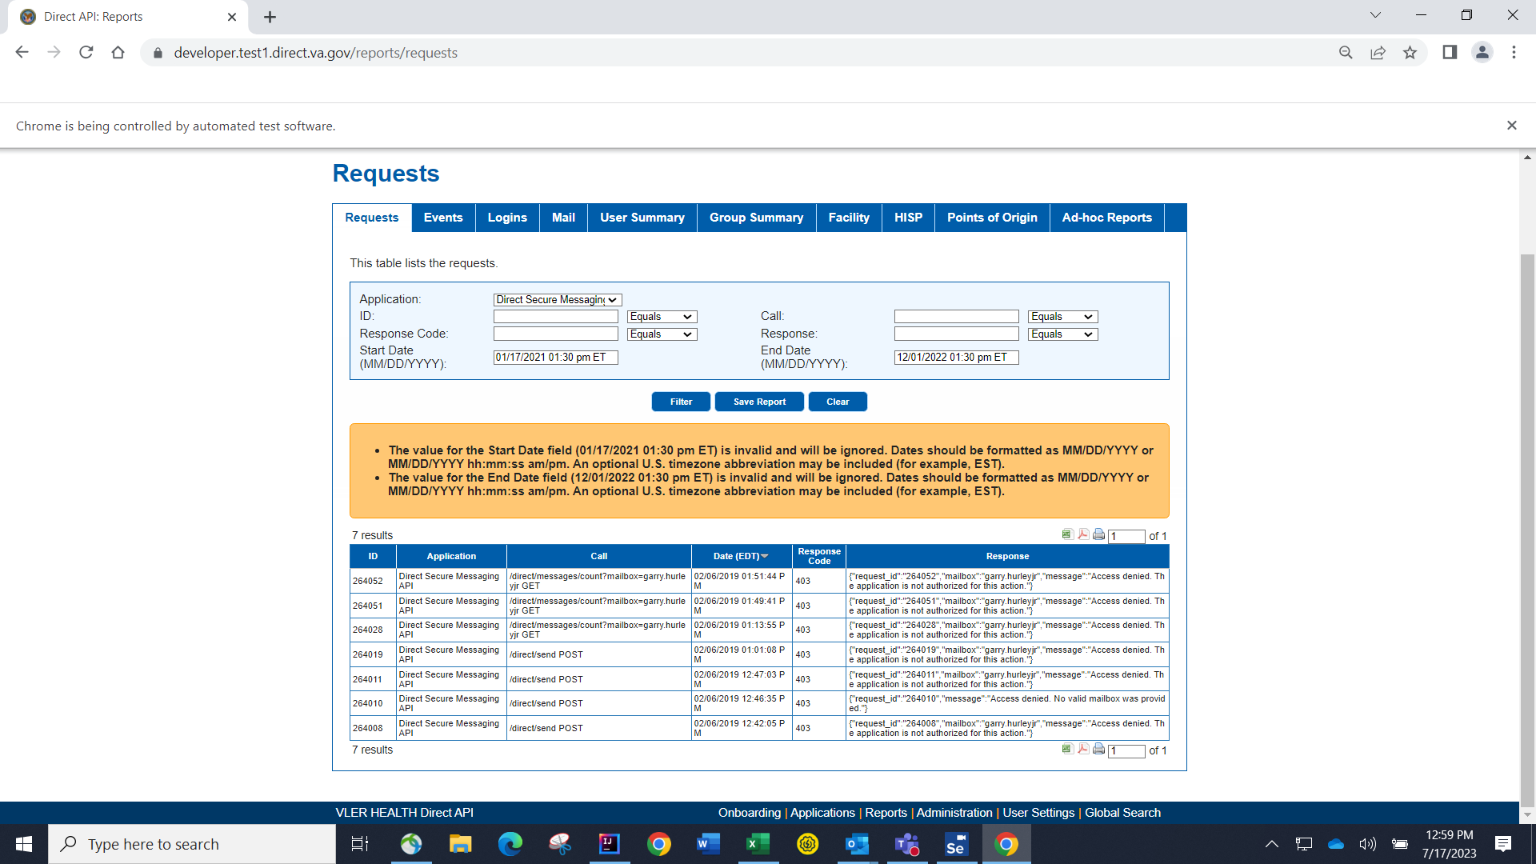 Direct API: Reports
developer.test1.direct.va.gov/reports/requests
Chrome is being controlled by automated test software.
Requests
Requests Events Logins Mail User Summary Group Summary Facility HISP Points of Origin Ad-hoc Reports
This table lists the requests.
Application: Direct Secure Messaging
ID: Equals Call: Equals
Response Code: Equals Response: Equals
Start Date
(MM/DD/YYYY): 01/17/2021 01:30 pm ET
End Date
(MM/DD/YYYY): 12/01/2022 01:30 pm ET
Filter Save Report Clear
• The value for the Start Date field (01/17/2021 01:30 pm ET) is invalid and will be ignored. Dates should be formatted as MM/DD/YYYY or
MM/DD/YYYY hh:mm:ss am/pm. An optional U.S. timezone abbreviation may be included (for example, EST).
• The value for the End Date field (12/01/2022 01:30 pm ET) is invalid and will be ignored. Dates should be formatted as MM/DD/YYYY or
MM/DD/YYYY hh:mm:ss am/pm. An optional U.S. timezone abbreviation may be included (for example, EST).
7 results 1 of 1
ID Application Call Date (EDT) Response Code Response
264052 Direct Secure Messaging API /direct/messages/count?mailbox=garry.hurleyjr GET 02/06/2019 01:51:44 PM 403 {"request_id":"264052","mailbox":"garry.hurleyjr","message":"Access denied. The application is not authorized for this action."}
264051 Direct Secure Messaging API /direct/messages/count?mailbox=garry.hurleyjr GET 02/06/2019 01:49:41 PM 403 {"request_id":"264051","mailbox":"garry.hurleyjr","message":"Access denied. The application is not authorized for this action."}
264028 Direct Secure Messaging API /direct/messages/count?mailbox=garry.hurleyjr GET 02/06/2019 01:13:55 PM 403 {"request_id":"264028","mailbox":"garry.hurleyjr","message":"Access denied. The application is not authorized for this action."}
264019 Direct Secure Messaging API /direct/send POST 02/06/2019 01:01:08 PM 403 {"request_id":"264019","mailbox":"garry.hurleyjr","message":"Access denied. The application is not authorized for this action."}
264011 Direct Secure Messaging API /direct/send POST 02/06/2019 12:47:03 PM 403 {"request_id":"264011","mailbox":"garry.hurleyjr","message":"Access denied. The application is not authorized for this action."}
264010 Direct Secure Messaging API /direct/send POST 02/06/2019 12:46:35 PM 403 {"request_id":"264010","message":"Access denied. No valid mailbox was provided."}
264008 Direct Secure Messaging API /direct/send POST 02/06/2019 12:42:05 PM 403 {"request_id":"264008","mailbox":"garry.hurleyjr","message":"Access denied. The application is not authorized for this action."}
7 results 1 of 1
VLER HEALTH Direct API Onboarding | Applications | Reports | Administration | User Settings | Global Search
Type here to search
12:59 PM
7/17/2023